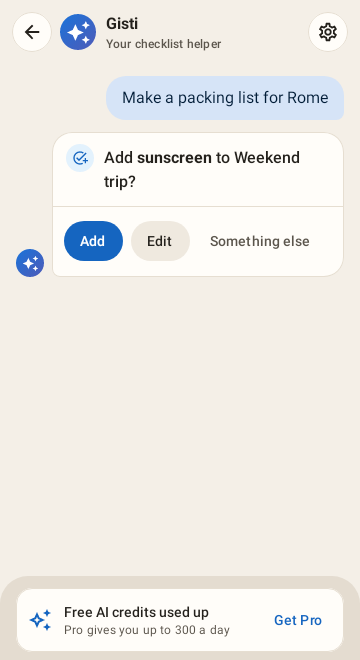 Gisti
Your checklist helper
Make a packing list for Rome
Add sunscreen to Weekend
trip?
Add
Edit
Something else
Free AI credits used up
Pro gives you up to 300 a day
Get Pro